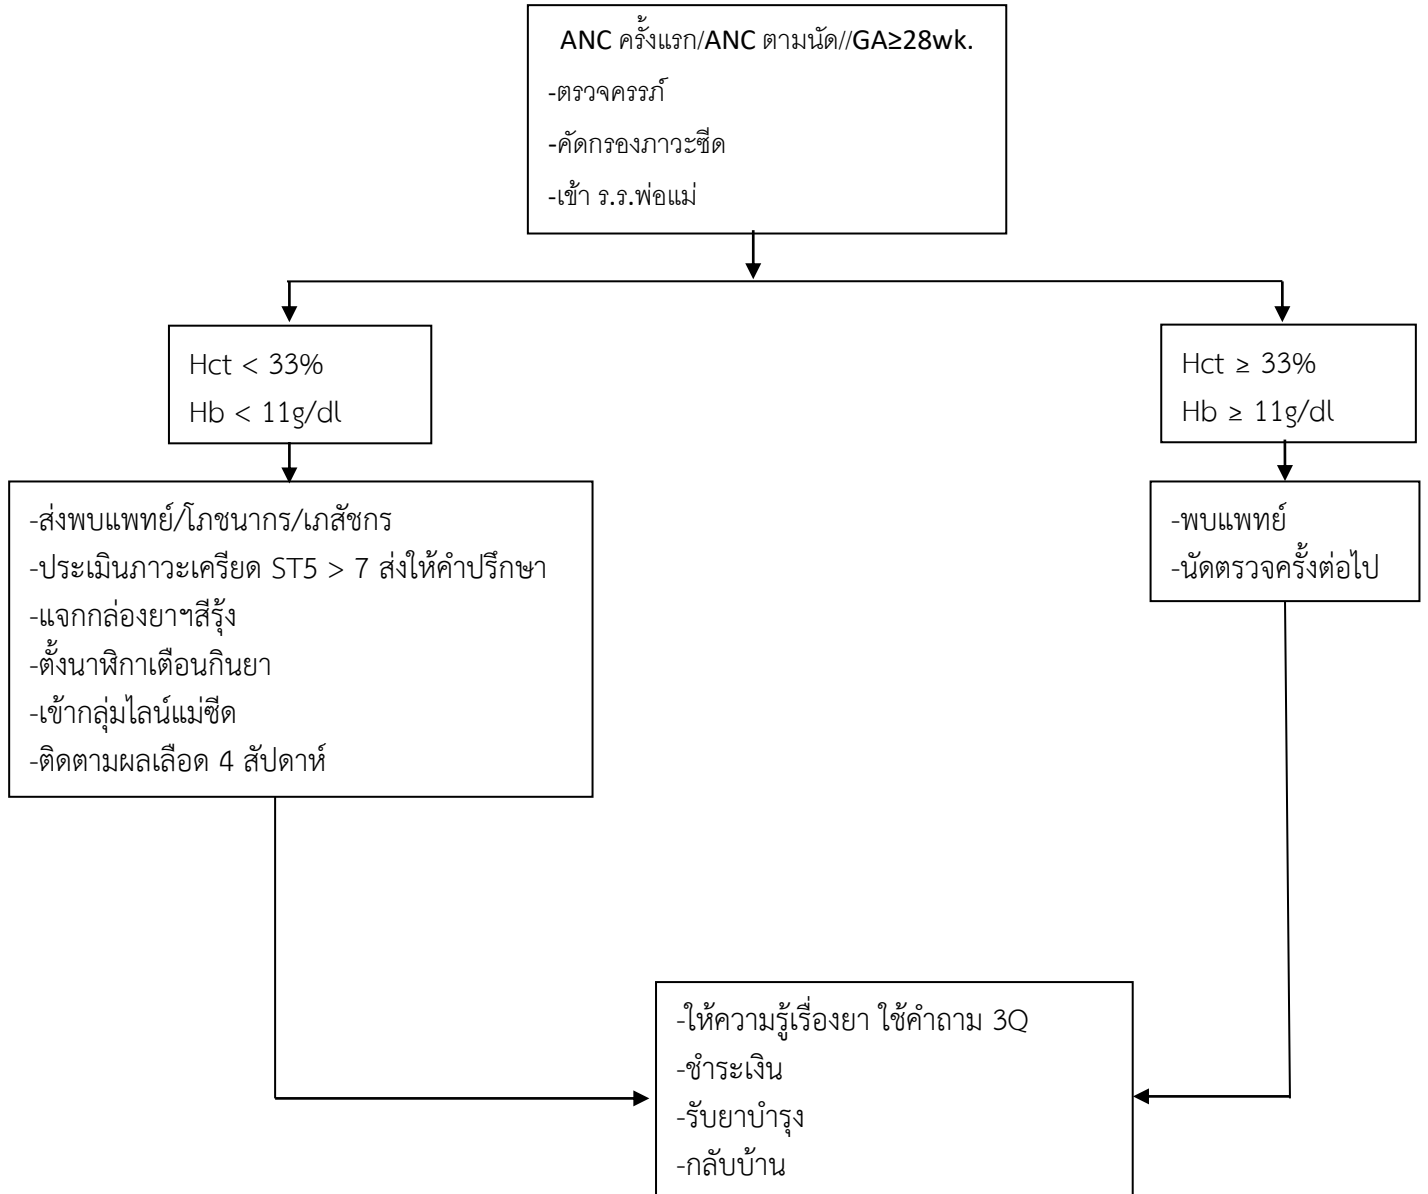 ANC ครั้งแรก/ANC ตามนัด//GA≥28wk.
-ตรวจครรภ์
-คัดกรองภาวะซีด
-เข้า ร.ร.พ่อแม่
Hct < 33%
Hb < 11g/dl
Hct ≥ 33%
Hb ≥ 11g/dl
-ส่งพบแพทย์/โภชนากร/เภสัชกร
-ประเมินภาวะเครียด ST5 > 7 ส่งให้คำปรึกษา
-แจกกล่องยาฯสีรุ้ง
-ตั้งนาฬิกาเตือนกินยา
-เข้ากลุ่มไลน์แม่ซีด
-ติดตามผลเลือด 4 สัปดาห์
-พบแพทย์
-นัดตรวจครั้งต่อไป
-ให้ความรู้เรื่องยา ใช้คำถาม 3Q
-ชำระเงิน
-รับยาบำรุง
-กลับบ้าน